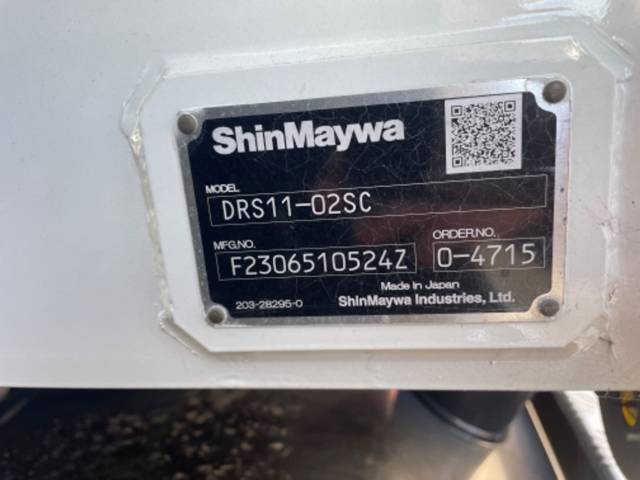 ShinMaywa
MODEL
DRS11-02SC
MFG.NO. ORDER.NO.
F2306510524Z 0-4715
Made in Japan
203-28295-0 ShinMaywa Industries, Ltd.